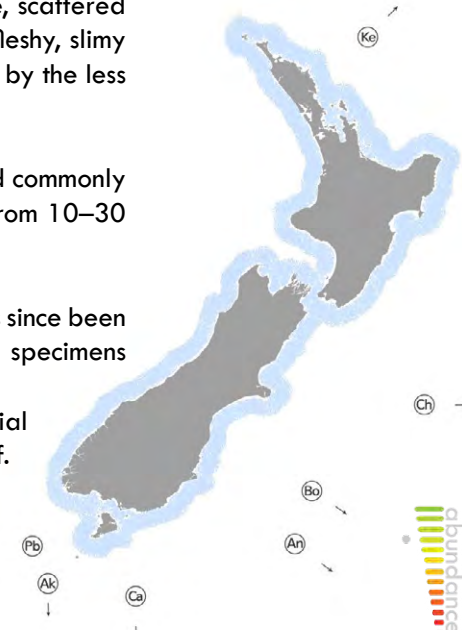 e, scattered
leshy, slimy
by the less
d commonly
rom 10–30
since been
specimens
ial
f.
Ke
Ch
Bo
An
Pb
Ak
Ca
abundance